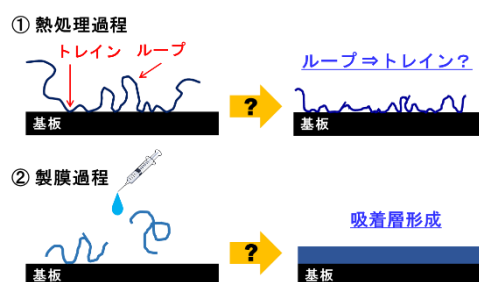 ① 熱処理過程
トレイン ループ
ループ⇒トレイン？
?
基板
基板
② 製膜過程
吸着層形成
?
基板
基板